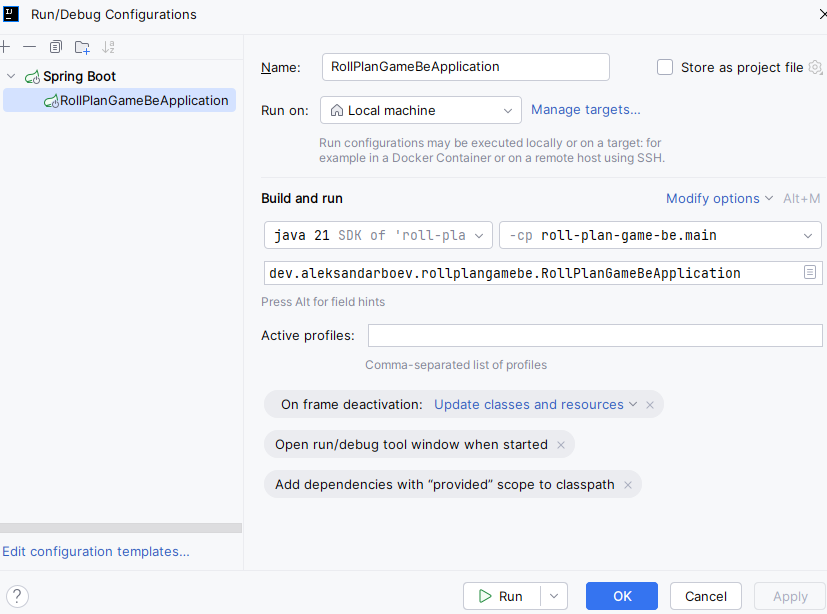 Run/Debug Configurations
Spring Boot
RollPlanGameBeApplication
Name: RollPlanGameBeApplication
Store as project file
Run on: Local machine Manage targets...
Run configurations may be executed locally or on a target: for
example in a Docker Container or on a remote host using SSH.
Build and run Modify options Alt+M
java 21 SDK of 'roll-pla -cp roll-plan-game-be.main
dev.aleksandarboev.rollplangamebe.RollPlanGameBeApplication
Press Alt for field hints
Active profiles:
Comma-separated list of profiles
On frame deactivation: Update classes and resources
Open run/debug tool window when started
Add dependencies with “provided” scope to classpath
Edit configuration templates...
? Run OK Cancel Apply